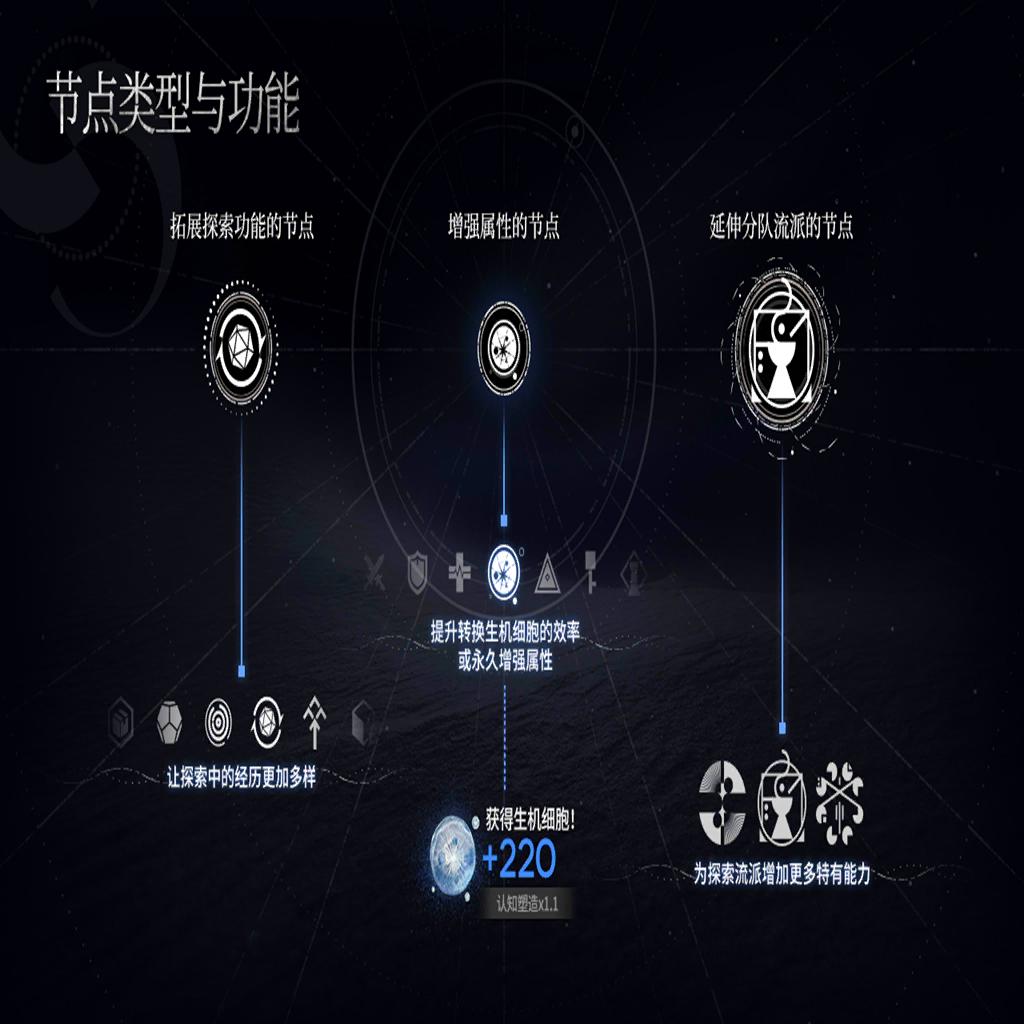 节点类型与功能
拓展探索功能的节点
增强属性的节点
延伸分队流派的节点
提升转换生机细胞的效率
或永久增强属性
让探索中的经历更加多样
获得生机细胞!
+220
认知塑造x1.1
为探索流派增加更多特有能力